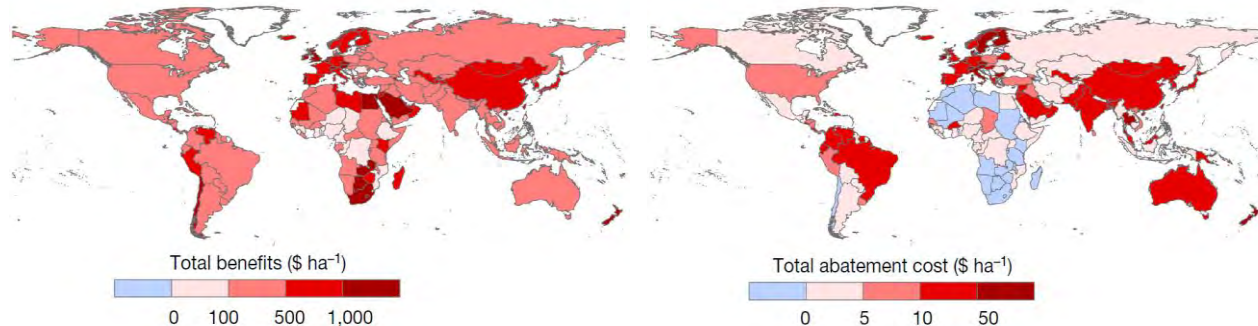 Total benefits ($ ha⁻¹)
0 100 500 1,000
Total abatement cost ($ ha⁻¹)
0 5 10 50